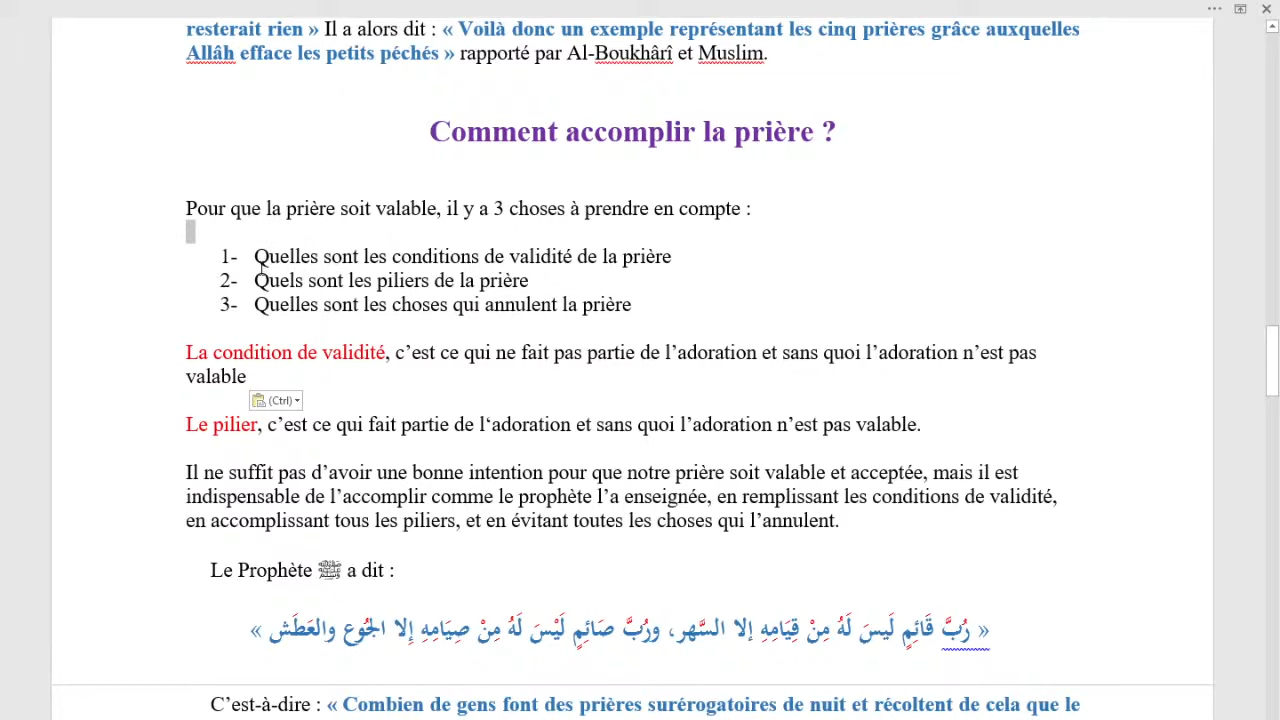 resterait rien » Il a alors dit : « Voilà donc un exemple représentant les cinq prières grâce auxquelles
Allâh efface les petits péchés » rapporté par Al-Boukhârî et Muslim.
Comment accomplir la prière ?
Pour que la prière soit valable, il y a 3 choses à prendre en compte :
1- Quelles sont les conditions de validité de la prière
2- Quels sont les piliers de la prière
3- Quelles sont les choses qui annulent la prière
La condition de validité, c’est ce qui ne fait pas partie de l’adoration et sans quoi l’adoration n’est pas
valable
(Ctrl)
Le pilier, c’est ce qui fait partie de l‘adoration et sans quoi l’adoration n’est pas valable.
Il ne suffit pas d’avoir une bonne intention pour que notre prière soit valable et acceptée, mais il est
indispensable de l’accomplir comme le prophète l’a enseignée, en remplissant les conditions de validité,
en accomplissant tous les piliers, et en évitant toutes les choses qui l’annulent.
Le Prophète ﷺ a dit :
« رُبَّ قَائِمٍ لَيسَ لَهُ مِنْ قِيَامِهِ إلا السَّهر، ورُبَّ صَائِمٍ لَيْسَ لَهُ مِنْ صِيَامِهِ إِلا الجُوع والعَطَش »
C’est-à-dire : « Combien de gens font des prières surérogatoires de nuit et récoltent de cela que le